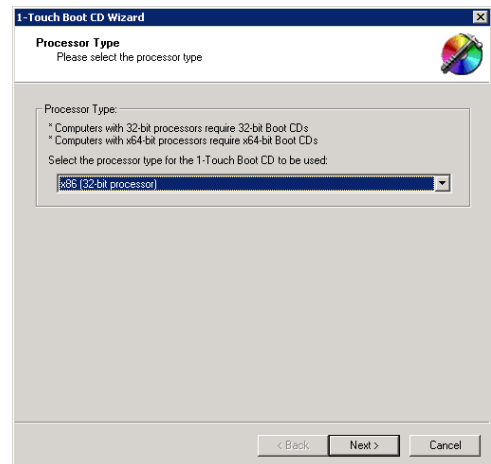 1-Touch Boot CD Wizard
Processor Type
Please select the processor type
Processor Type:
* Computers with 32-bit processors require 32-bit Boot CDs
* Computers with x64-bit processors require x64-bit Boot CDs
Select the processor type for the 1-Touch Boot CD to be used:
x86 (32-bit processor)
< Back Next > Cancel